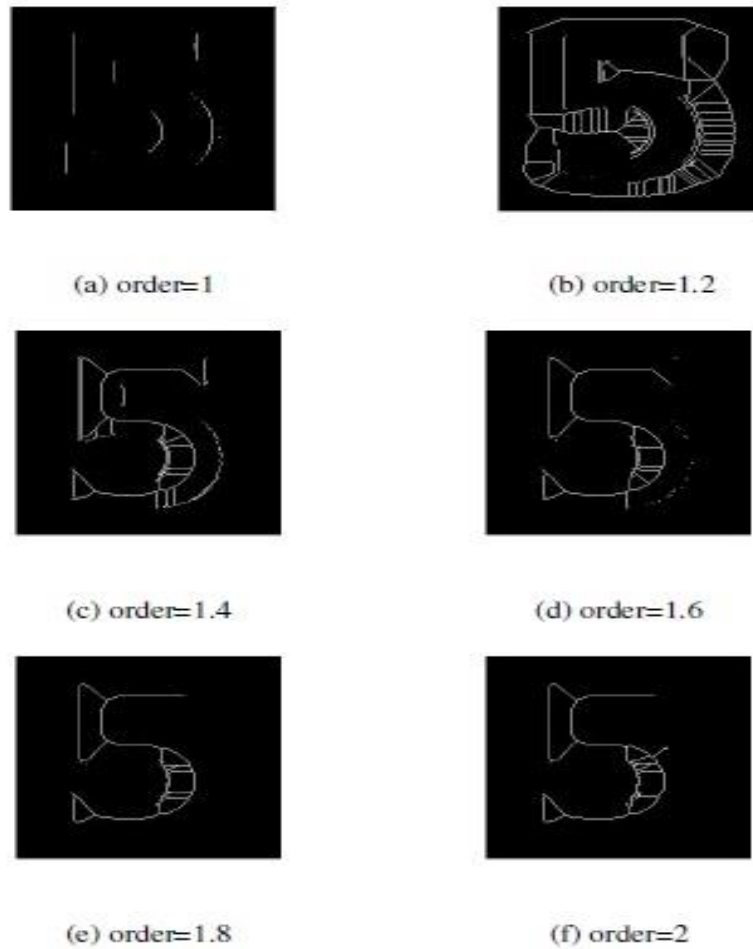 (a) order=1
(b) order=1.2
(c) order=1.4
(d) order=1.6
(e) order=1.8
(f) order=2